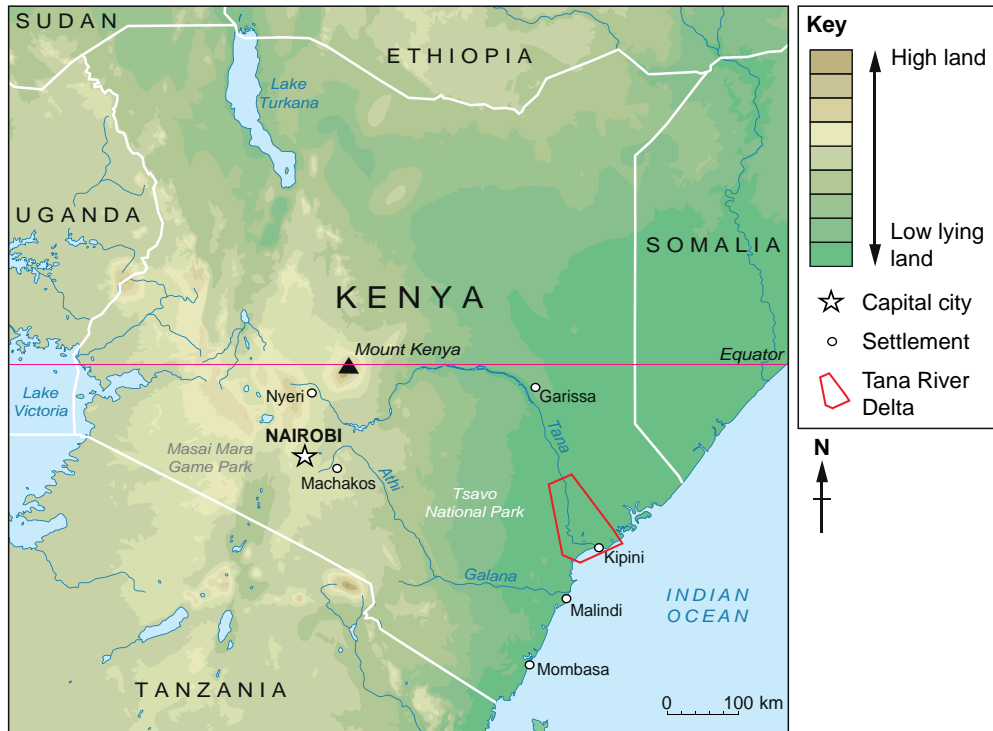 SUDAN
ETHIOPIA
Lake
Turkana
UGANDA
SOMALIA
KENYA
Mount Kenya
Equator
Lake
Victoria
Nyeri
Garissa
NAIROBI
Tana
Masai Mara
Game Park
Machakos
Athi
Tsavo
National Park
Kipini
Galana
Malindi
INDIAN
OCEAN
Mombasa
TANZANIA
0 100 km
Key
High land
Low lying
land
Capital city
Settlement
Tana River
Delta
N